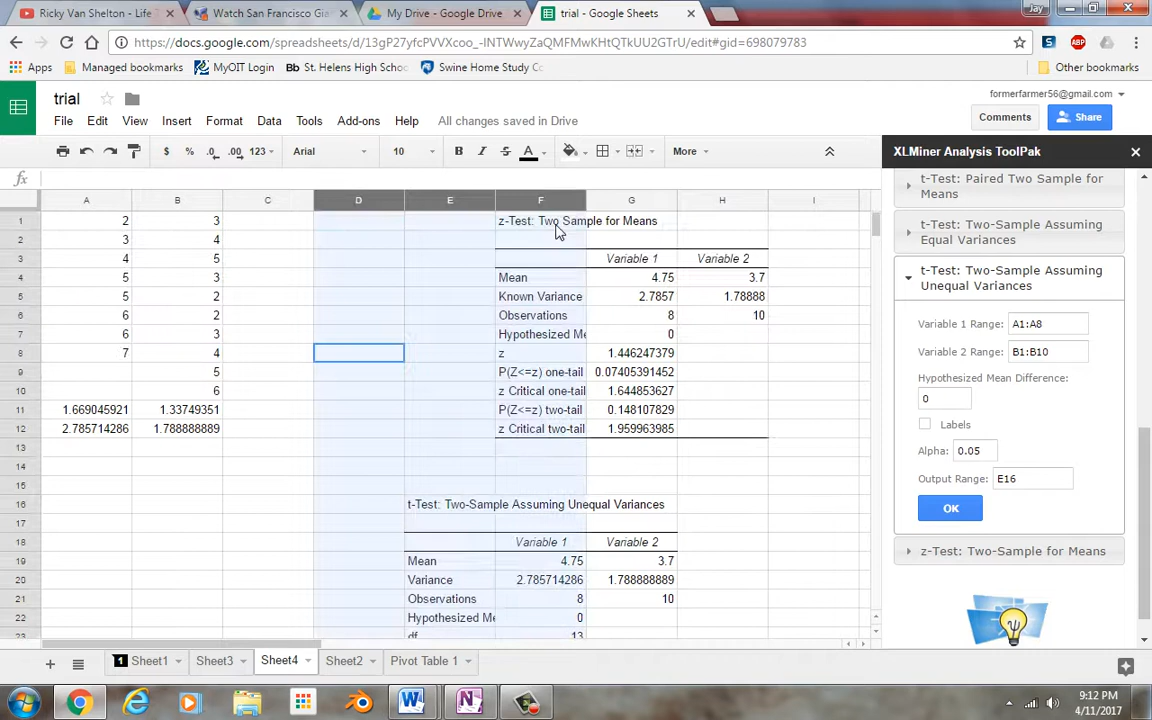 Ricky Van Shelton - Life
Watch San Francisco Gia
My Drive - Google Drive
trial - Google Sheets
Jay
https://docs.google.com/spreadsheets/d/13gP27yfcPVVXcoo_-INTWwyZaQMFMwKHtQTkUU2GTrU/edit#gid=698079783
ABP
Apps
Managed bookmarks
MyOIT Login
Bb St. Helens High Schoo
Swine Home Study Co
Other bookmarks
trial
formerfarmer56@gmail.com
File Edit View Insert Format Data Tools Add-ons Help All changes saved in Drive
Comments
Share
$ % .0 .00 123 Arial 10 B I S A More
XLMiner Analysis ToolPak
fx
t-Test: Paired Two Sample for Means
t-Test: Two-Sample Assuming Equal Variances
t-Test: Two-Sample Assuming Unequal Variances
Variable 1 Range: A1:A8
Variable 2 Range: B1:B10
Hypothesized Mean Difference:
0
Labels
Alpha: 0.05
Output Range: E16
OK
z-Test: Two-Sample for Means
A B C D E F G H I
1 2 3 z-Test: Two Sample for Means
2 3 4
3 4 5 Variable 1 Variable 2
4 5 3 Mean 4.75 3.7
5 5 2 Known Variance 2.7857 1.78888
6 6 2 Observations 8 10
7 6 3 Hypothesized Me 0
8 7 4 z 1.446247379
9 5 P(Z<=z) one-tail 0.07405391452
10 6 z Critical one-tail 1.644853627
11 1.669045921 1.33749351 P(Z<=z) two-tail 0.148107829
12 2.785714286 1.788888889 z Critical two-tail 1.959963985
13
14
15
16 t-Test: Two-Sample Assuming Unequal Variances
17
18 Variable 1 Variable 2
19 Mean 4.75 3.7
20 Variance 2.785714286 1.788888889
21 Observations 8 10
22 Hypothesized Me 0
23 df 13
1 Sheet1 Sheet3 Sheet4 Sheet2 Pivot Table 1
9:12 PM
4/11/2017